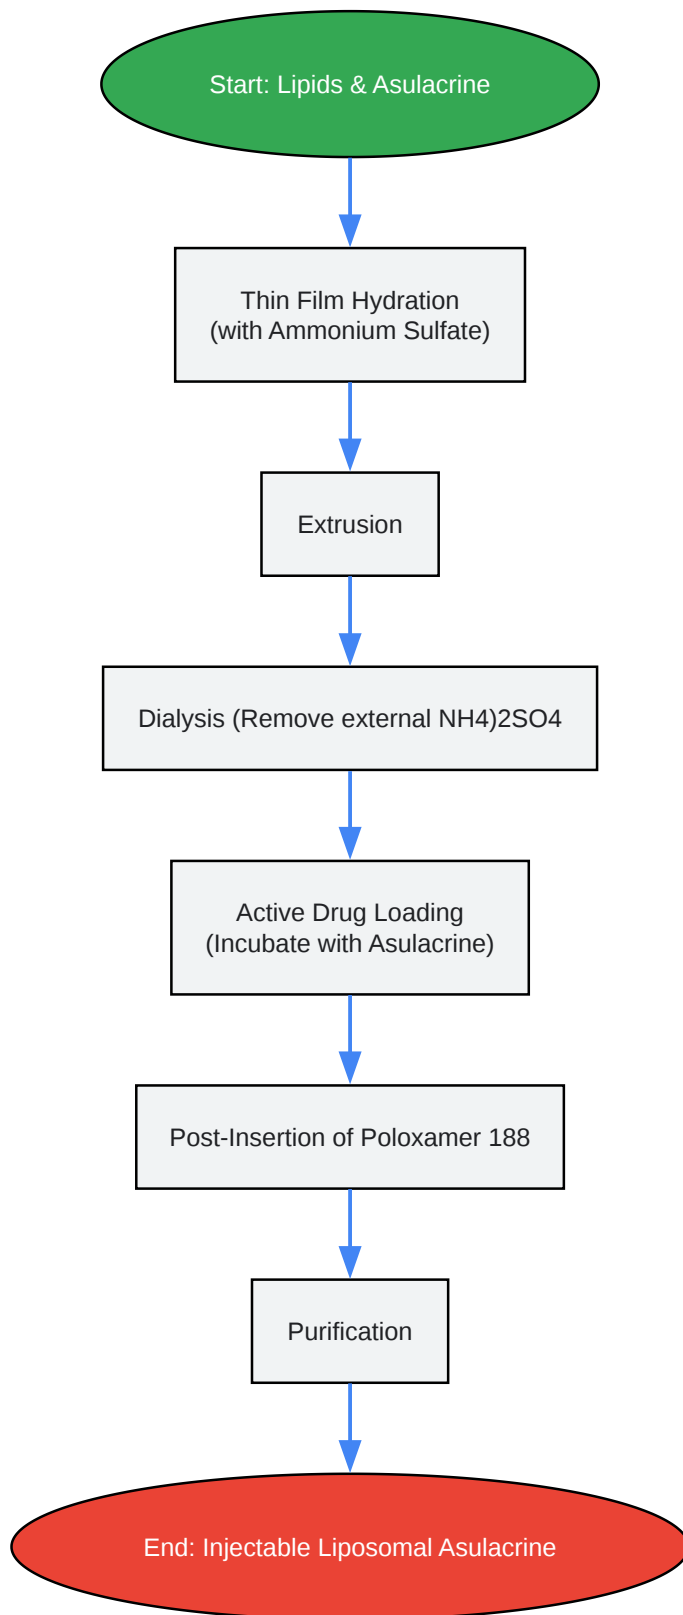 Start: Lipids & Asulacrine
Thin Film Hydration
(with Ammonium Sulfate)
Extrusion
Dialysis (Remove external NH4)2SO4
Active Drug Loading
(Incubate with Asulacrine)
Post-Insertion of Poloxamer 188
Purification
End: Injectable Liposomal Asulacrine